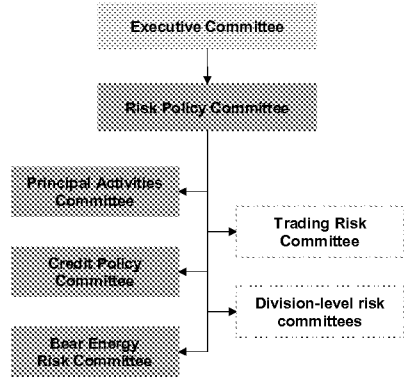 Executive Committee
Risk Policy Committee
Principal Activities
Committee
Trading Risk
Committee
Credit Policy
Committee
Division-level risk
committees
Bear Energy
Risk Committee